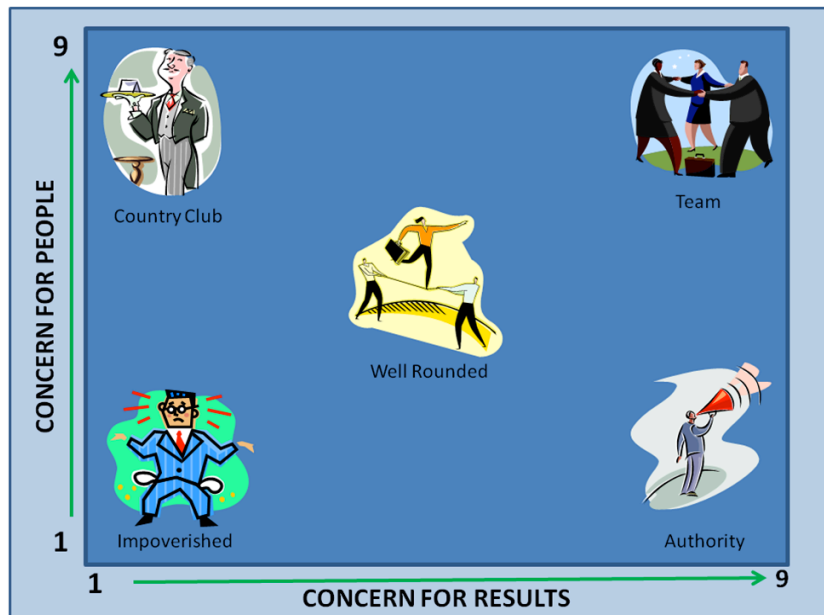 9
CONCERN FOR PEOPLE
Country Club
Team
Well Rounded
Impoverished
Authority
1
1
9
CONCERN FOR RESULTS